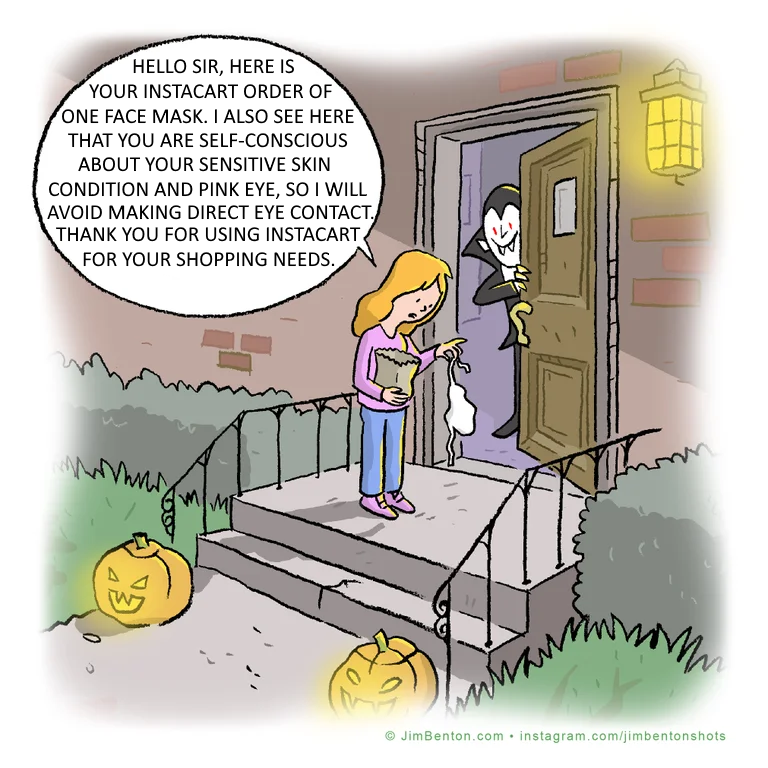 HELLO SIR, HERE IS
YOUR INSTACART ORDER OF
ONE FACE MASK. I ALSO SEE HERE
THAT YOU ARE SELF-CONSCIOUS
ABOUT YOUR SENSITIVE SKIN
CONDITION AND PINK EYE, SO I WILL
AVOID MAKING DIRECT EYE CONTACT.
THANK YOU FOR USING INSTACART
FOR YOUR SHOPPING NEEDS.
© JimBenton.com • instagram.com/jimbentonshots